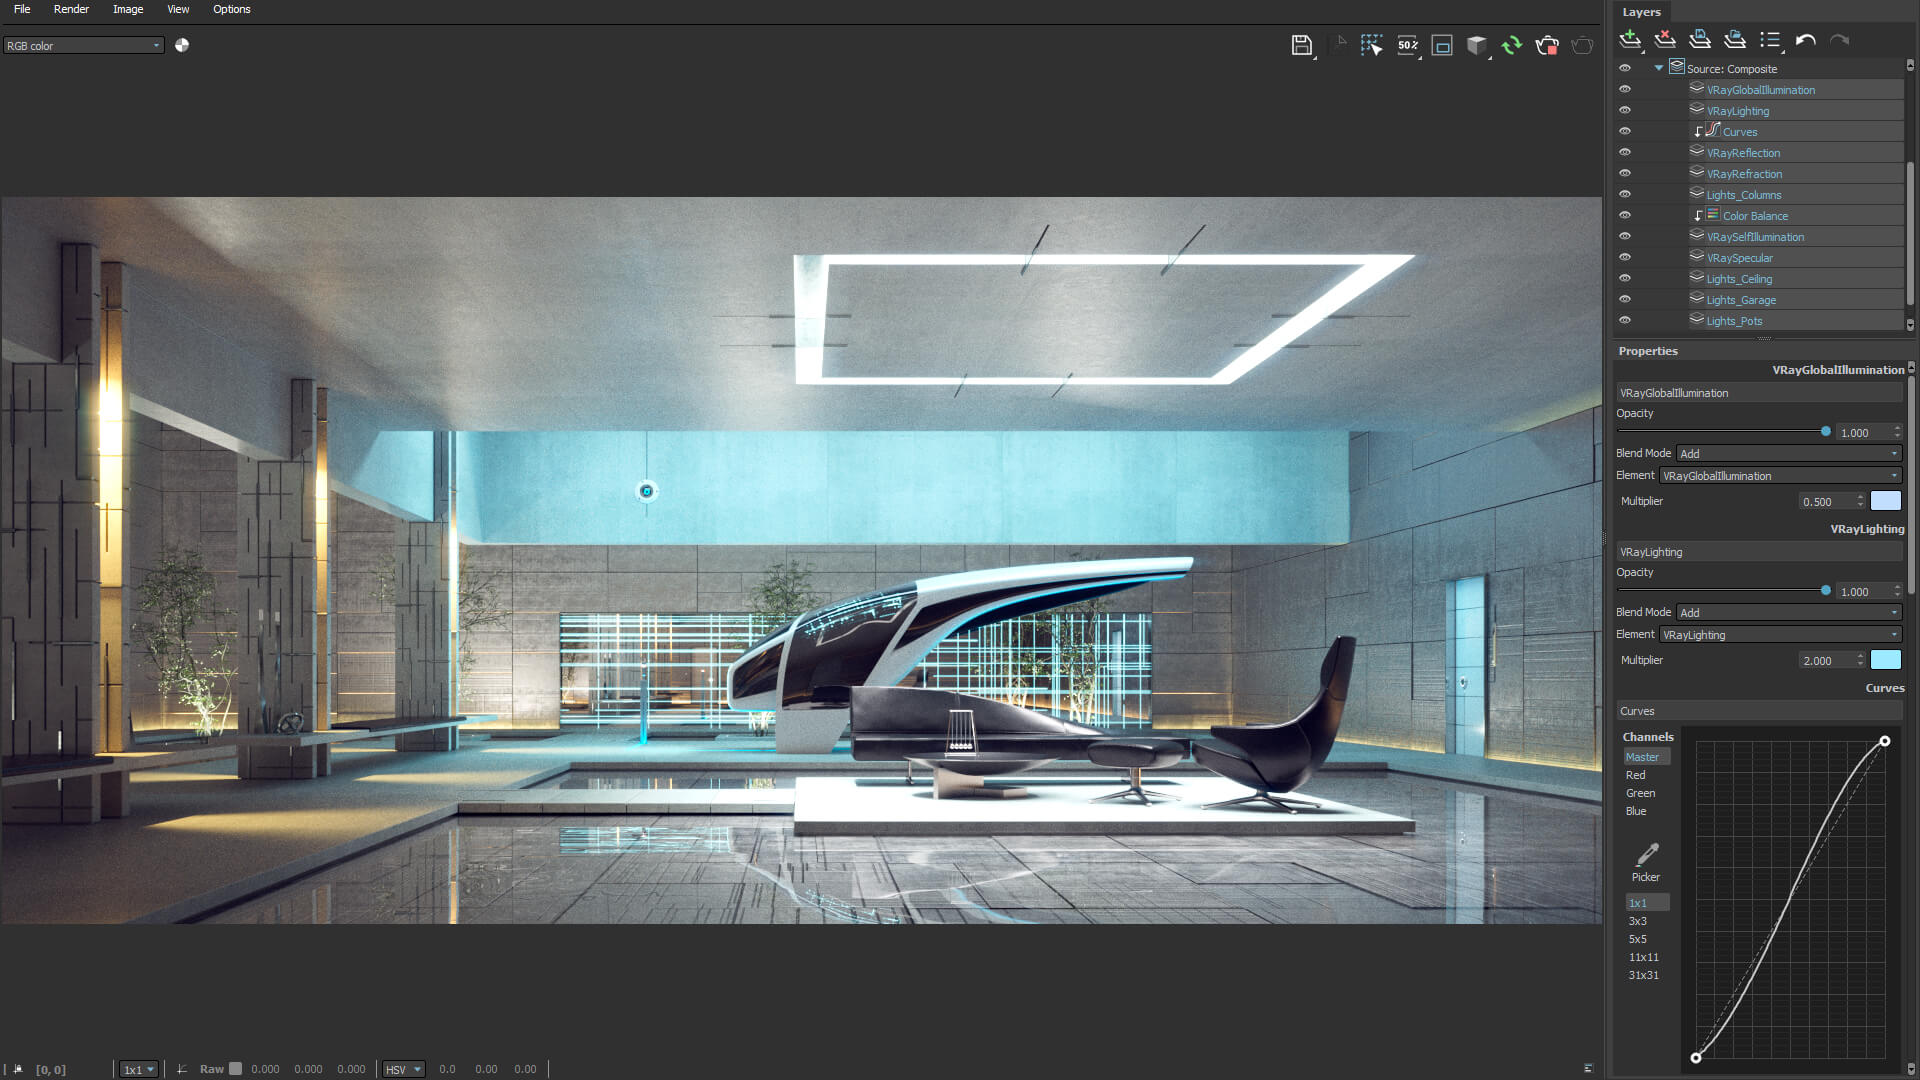 File Render Image View Options
RGB color
50%
Layers
Source: Composite
VRayGlobalIllumination
VRayLighting
Curves
VRayReflection
VRayRefraction
Lights_Columns
Color Balance
VRaySelfIllumination
VRaySpecular
Lights_Ceiling
Lights_Garage
Lights_Pots
Properties
VRayGlobalIllumination
VRayGlobalIllumination
Opacity
1.000
Blend Mode Add
Element VRayGlobalIllumination
Multiplier 0.500
VRayLighting
VRayLighting
Opacity
1.000
Blend Mode Add
Element VRayLighting
Multiplier 2.000
Curves
Curves
Channels
Master
Red
Green
Blue
Picker
1x1
3x3
5x5
11x11
31x31
[0, 0] 1x1 Raw 0.000 0.000 0.000 HSV 0.0 0.00 0.00